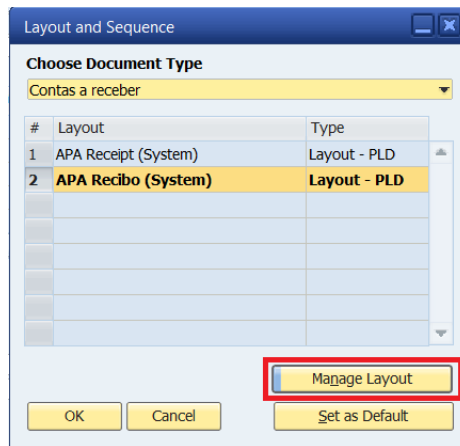 Layout and Sequence
Choose Document Type
Contas a receber
# Layout Type
1 APA Receipt (System) Layout - PLD
2 APA Recibo (System) Layout - PLD
Manage Layout
OK Cancel Set as Default